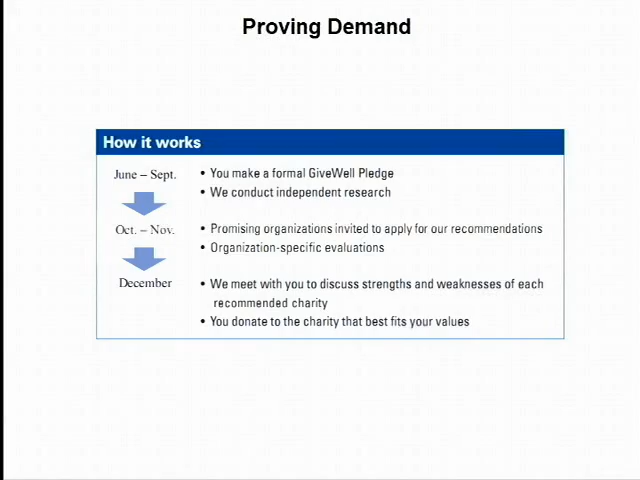 Proving Demand
How it works
June – Sept.
• You make a formal GiveWell Pledge
• We conduct independent research
Oct. – Nov.
• Promising organizations invited to apply for our recommendations
• Organization-specific evaluations
December
• We meet with you to discuss strengths and weaknesses of each
recommended charity
• You donate to the charity that best fits your values